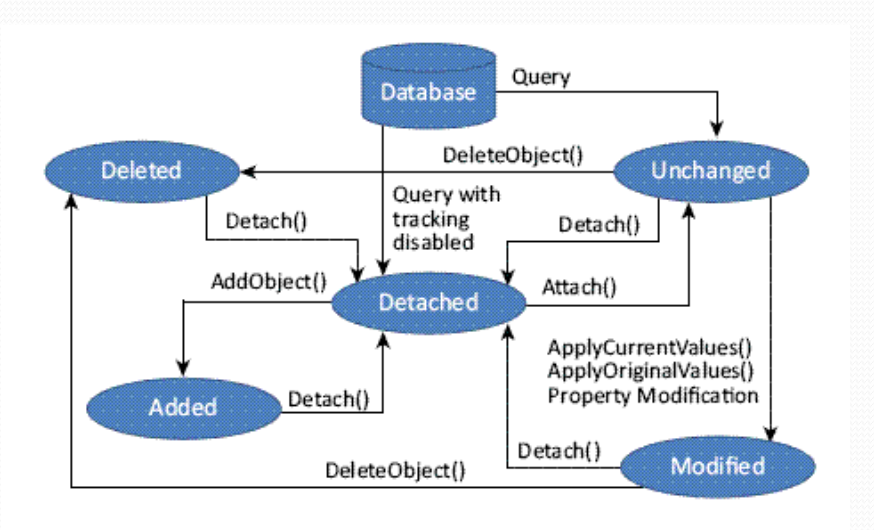 Database
Query
Deleted
DeleteObject()
Unchanged
Query with
tracking
disabled
Detach()
Detach()
AddObject()
Detached
Attach()
ApplyCurrentValues()
ApplyOriginalValues()
Property Modification
Added
Detach()
Detach()
DeleteObject()
Modified